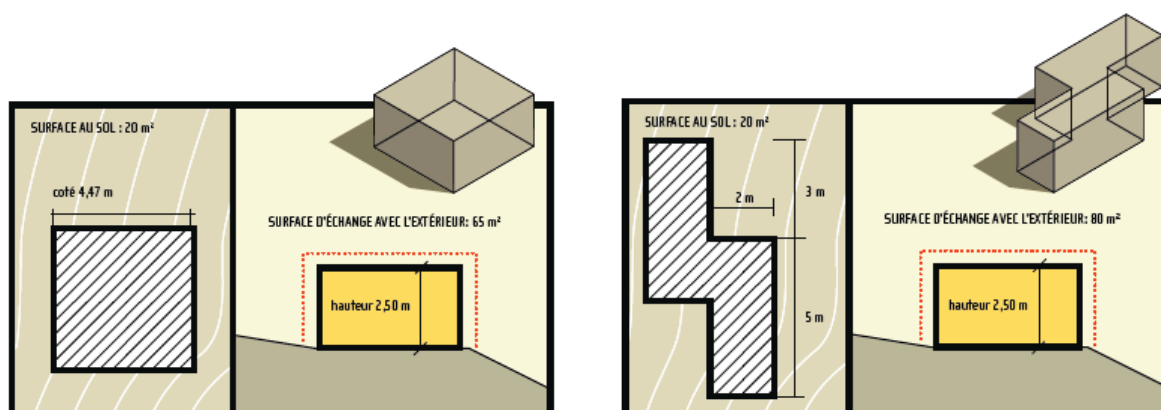 SURFACE AU SOL : 20 m²
coté 4,47 m
SURFACE D'ÉCHANGE AVEC L'EXTÉRIEUR: 65 m²
hauteur 2,50 m
SURFACE AU SOL : 20 m²
2 m
3 m
5 m
SURFACE D'ÉCHANGE AVEC L'EXTÉRIEUR: 80 m²
hauteur 2,50 m